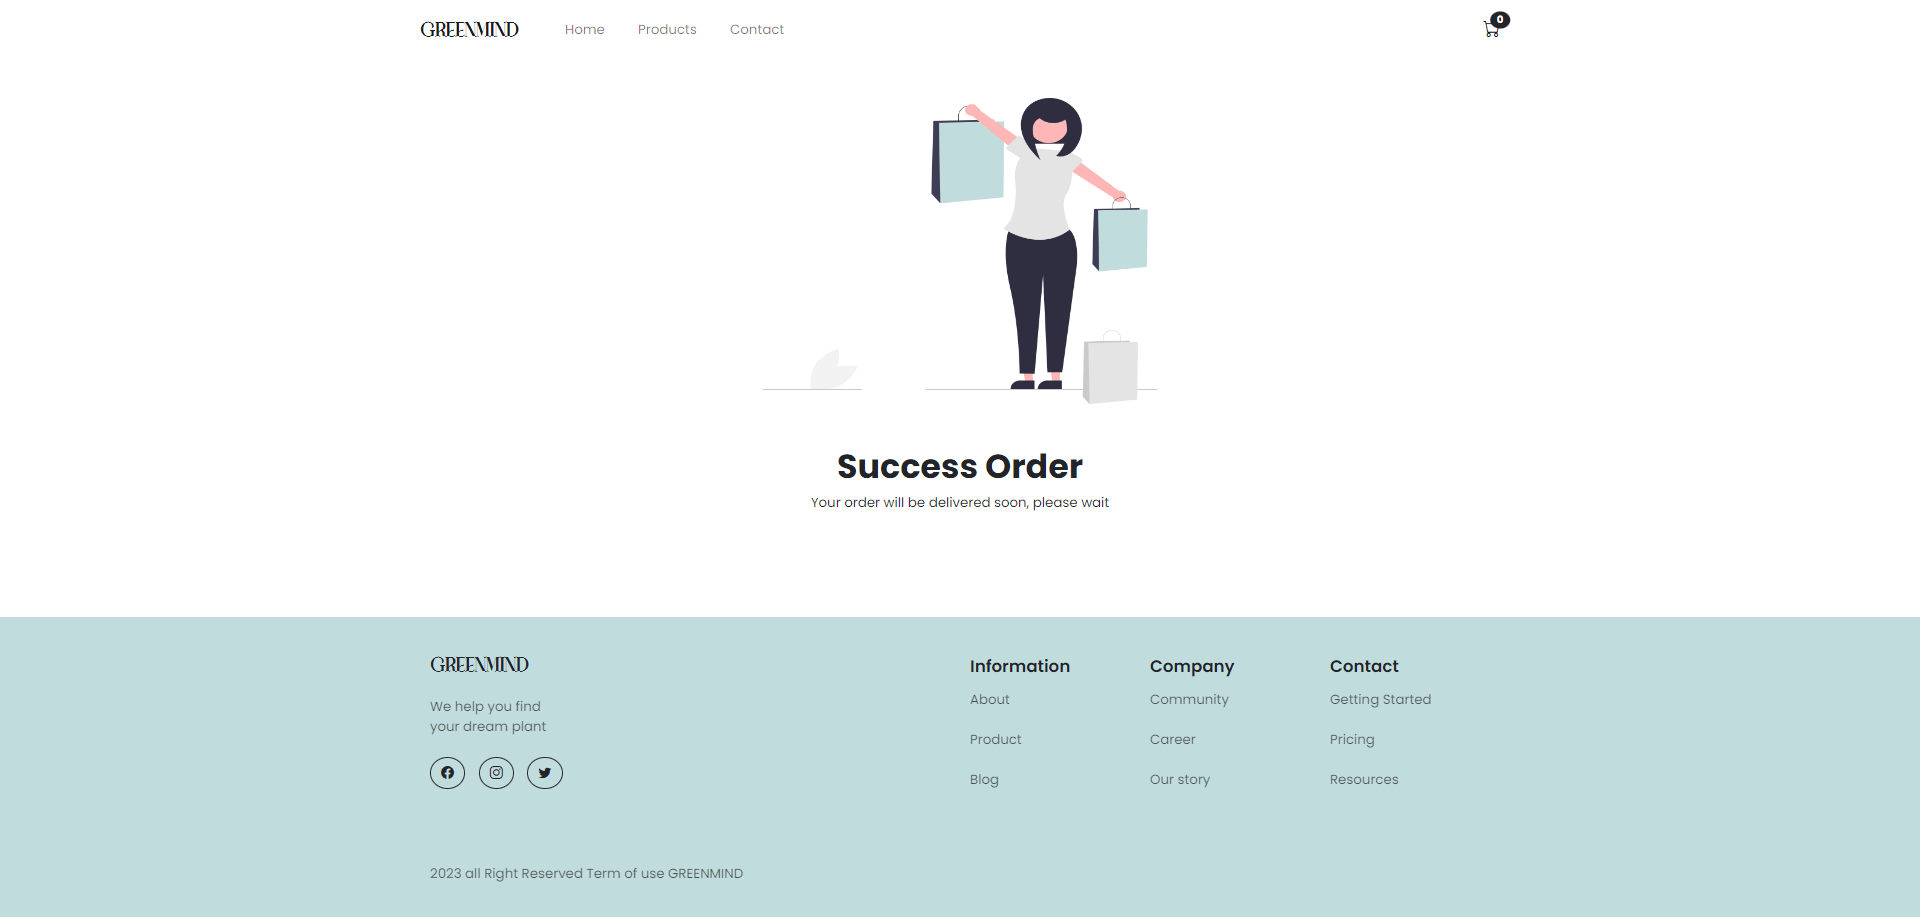 GREENMIND
Home
Products
Contact
0
Success Order
Your order will be delivered soon, please wait
GREENMIND
We help you find
your dream plant
Information
About
Product
Blog
Company
Community
Career
Our story
Contact
Getting Started
Pricing
Resources
2023 all Right Reserved Term of use GREENMIND